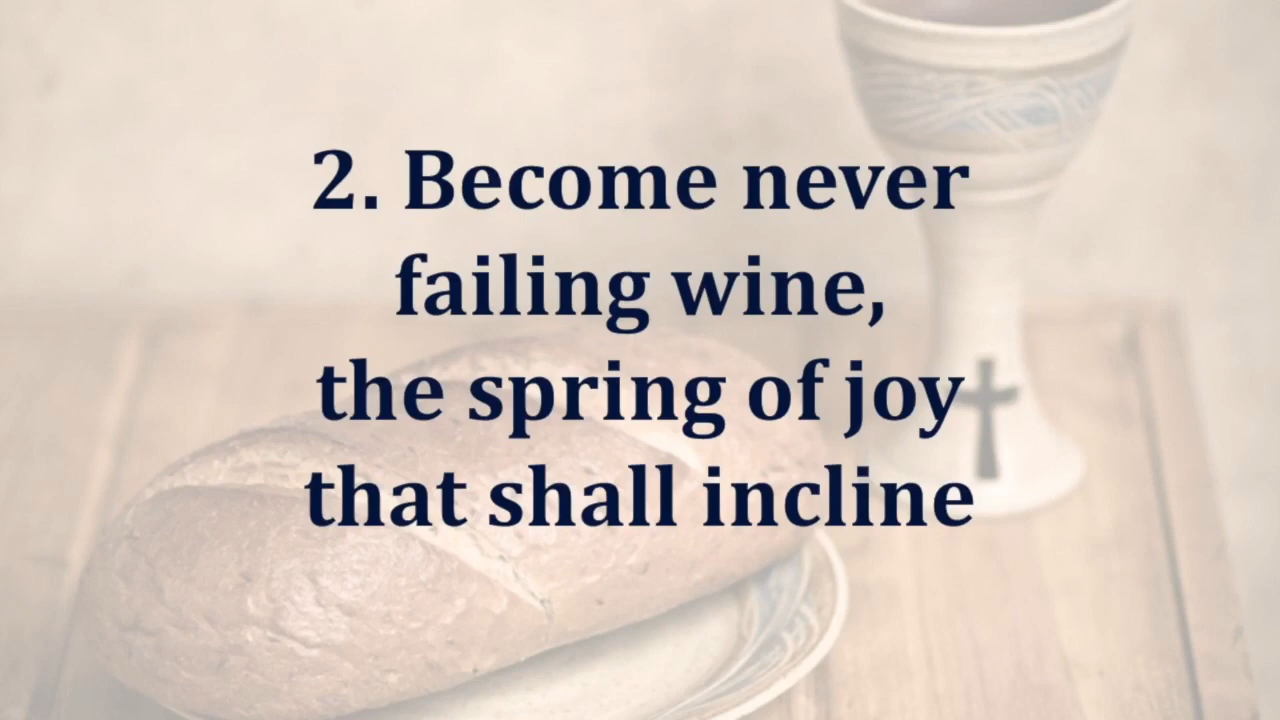 2. Become never
failing wine,
the spring of joy
that shall incline